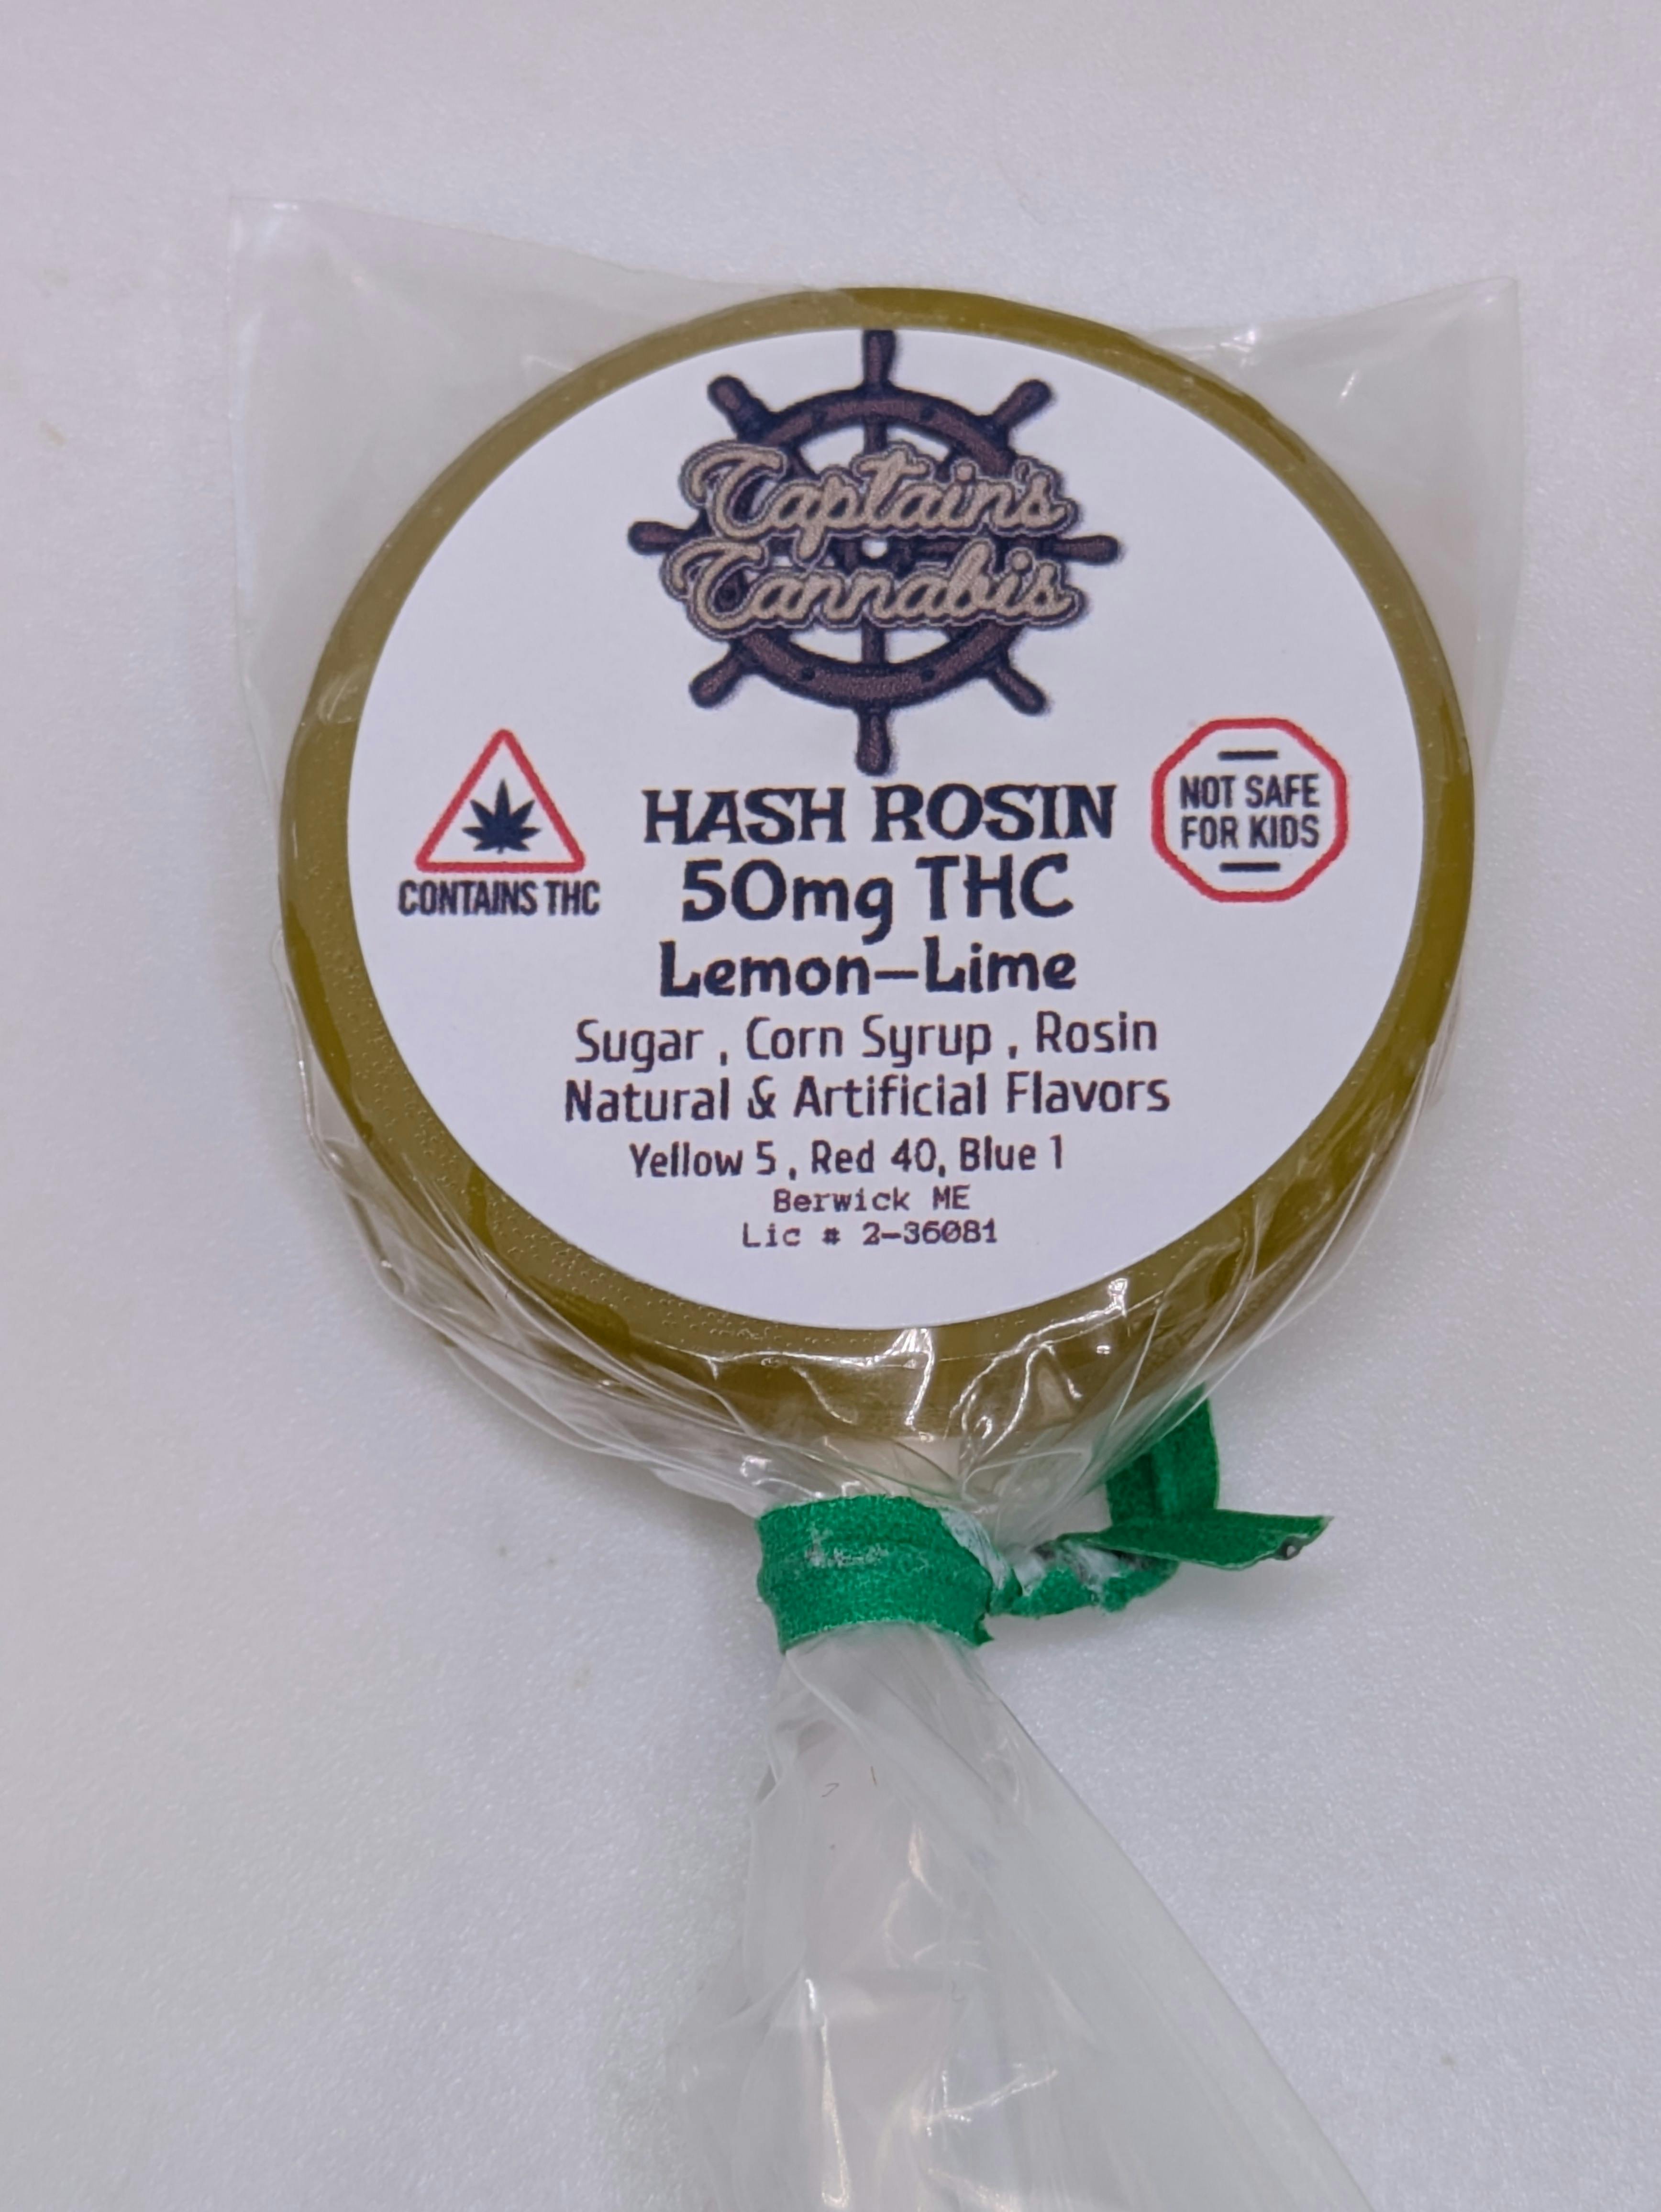 Captain's
Cannabis
HASH ROSIN
50mg THC
Lemon–Lime
CONTAINS THC
NOT SAFE
FOR KIDS
Sugar , Corn Syrup , Rosin
Natural & Artificial Flavors
Yellow 5 , Red 40, Blue 1
Berwick ME
Lic # 2-36081